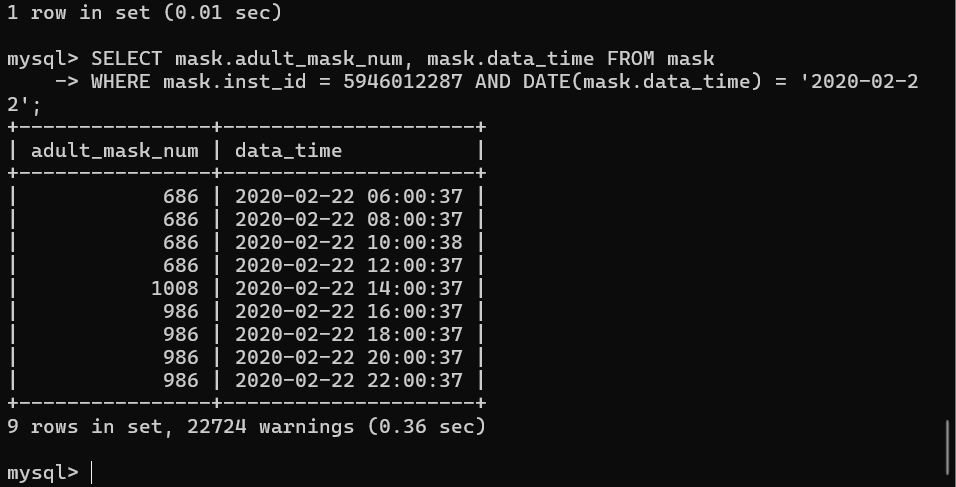 1 row in set (0.01 sec)
mysql> SELECT mask.adult_mask_num, mask.data_time FROM mask
    -> WHERE mask.inst_id = 5946012287 AND DATE(mask.data_time) = '2020-02-2
2';
+----------------+---------------------+
| adult_mask_num | data_time           |
+----------------+---------------------+
|            686 | 2020-02-22 06:00:37 |
|            686 | 2020-02-22 08:00:37 |
|            686 | 2020-02-22 10:00:38 |
|            686 | 2020-02-22 12:00:37 |
|           1008 | 2020-02-22 14:00:37 |
|            986 | 2020-02-22 16:00:37 |
|            986 | 2020-02-22 18:00:37 |
|            986 | 2020-02-22 20:00:37 |
|            986 | 2020-02-22 22:00:37 |
+----------------+---------------------+
9 rows in set, 22724 warnings (0.36 sec)
mysql>